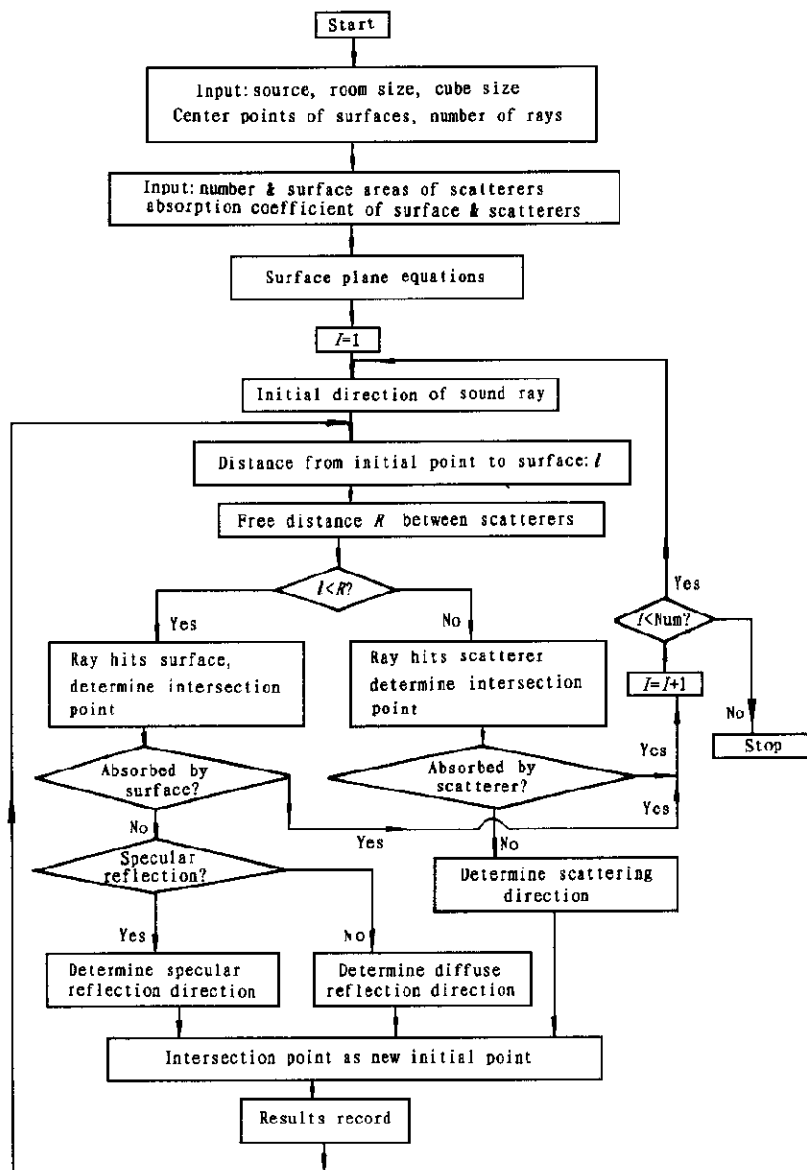 Start
Input: source, room size, cube size
Center points of surfaces, number of rays
Input: number & surface areas of scatterers
absorption coefficient of surface & scatterers
Surface plane equations
I=1
Initial direction of sound ray
Distance from initial point to surface: l
Free distance R between scatterers
l<R?
Yes
No
Yes
I<Num?
Ray hits surface,
determine intersection
point
Ray hits scatterer
determine intersection
point
I=I+1
No
Stop
Absorbed by
surface?
Absorbed by
scatterer?
Yes
Yes
No
Yes
No
Specular
reflection?
Determine scattering
direction
Yes
No
Determine specular
reflection direction
Determine diffuse
reflection direction
Intersection point as new initial point
Results record